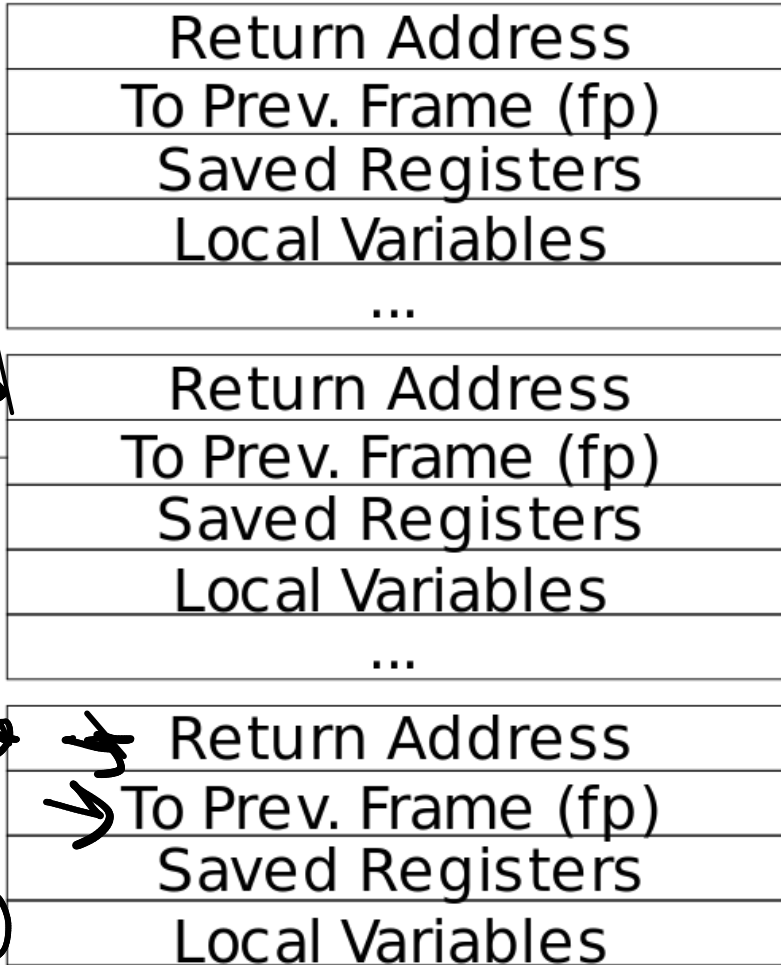 Return Address
To Prev. Frame (fp)
Saved Registers
Local Variables
...
Return Address
To Prev. Frame (fp)
Saved Registers
Local Variables
...
Return Address
To Prev. Frame (fp)
Saved Registers
Local Variables